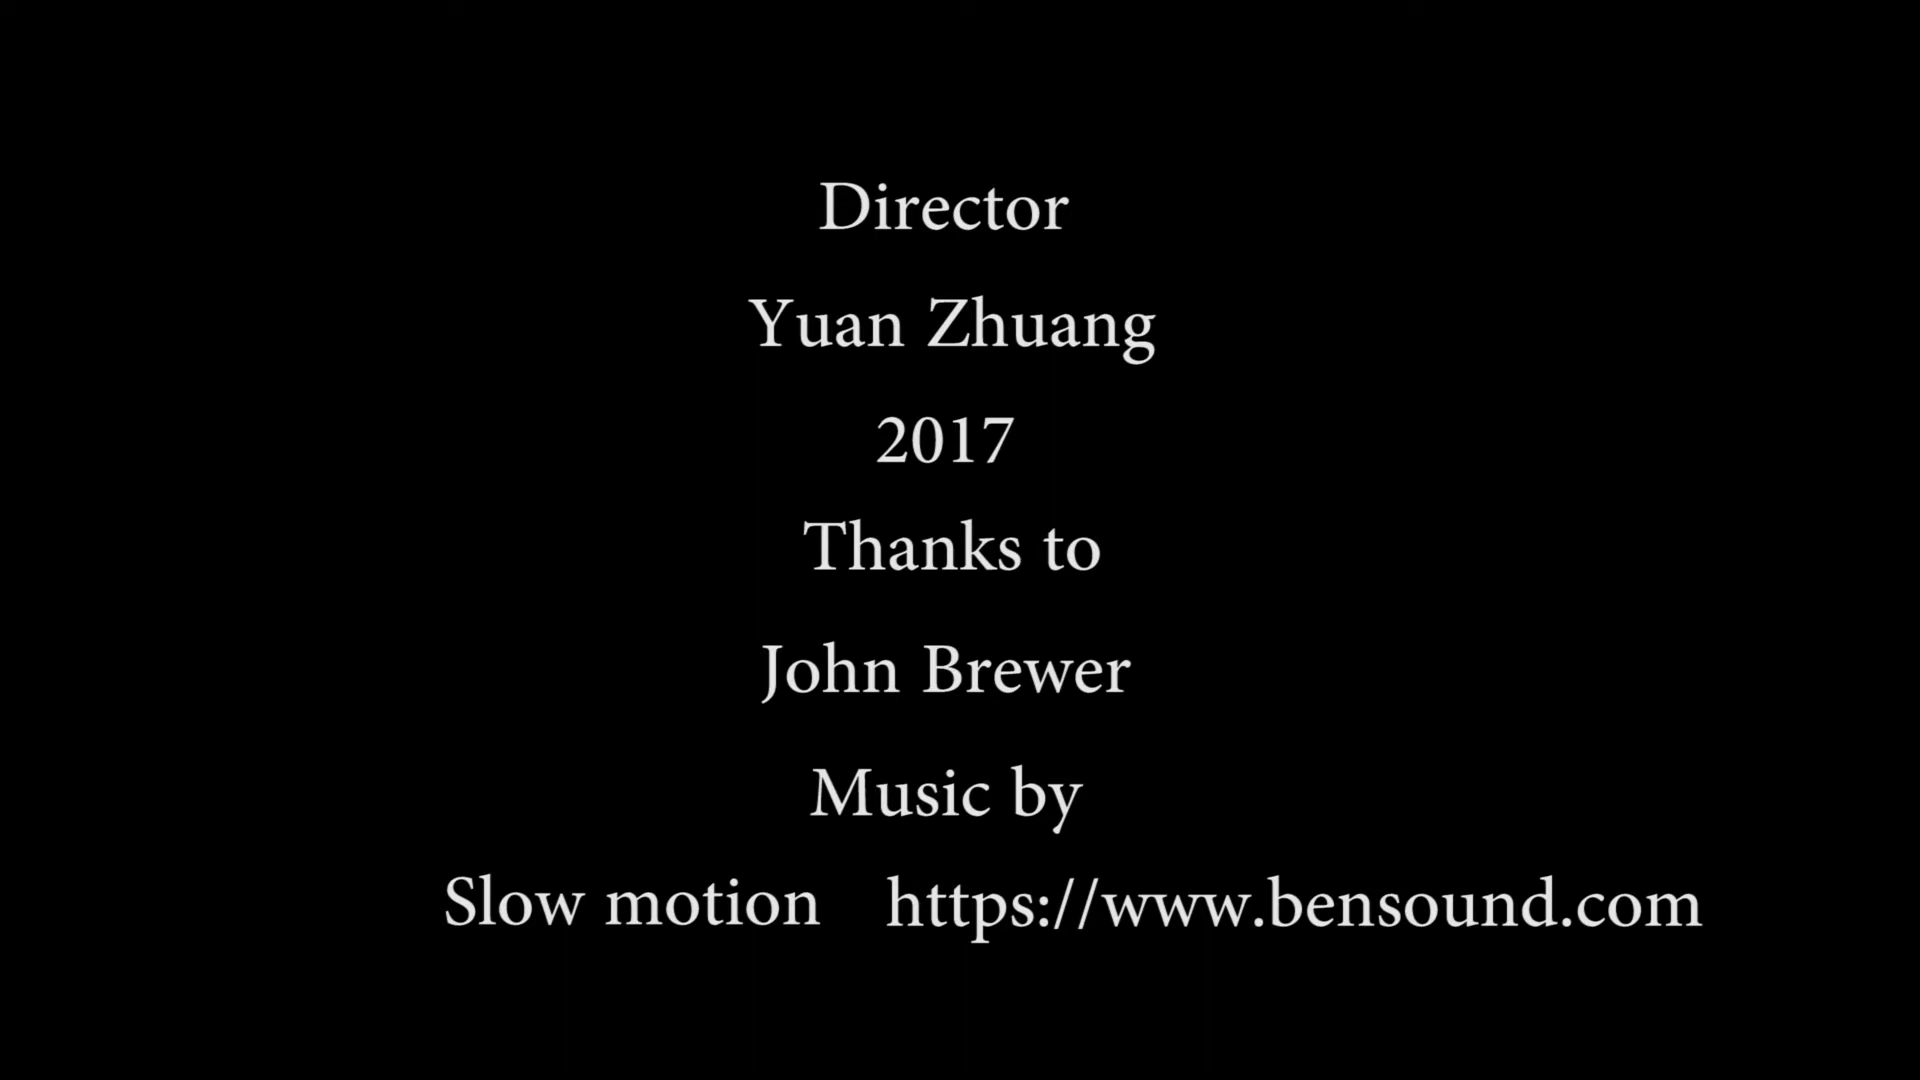 Director
Yuan Zhuang
2017
Thanks to
John Brewer
Music by
Slow motion https://www.bensound.com